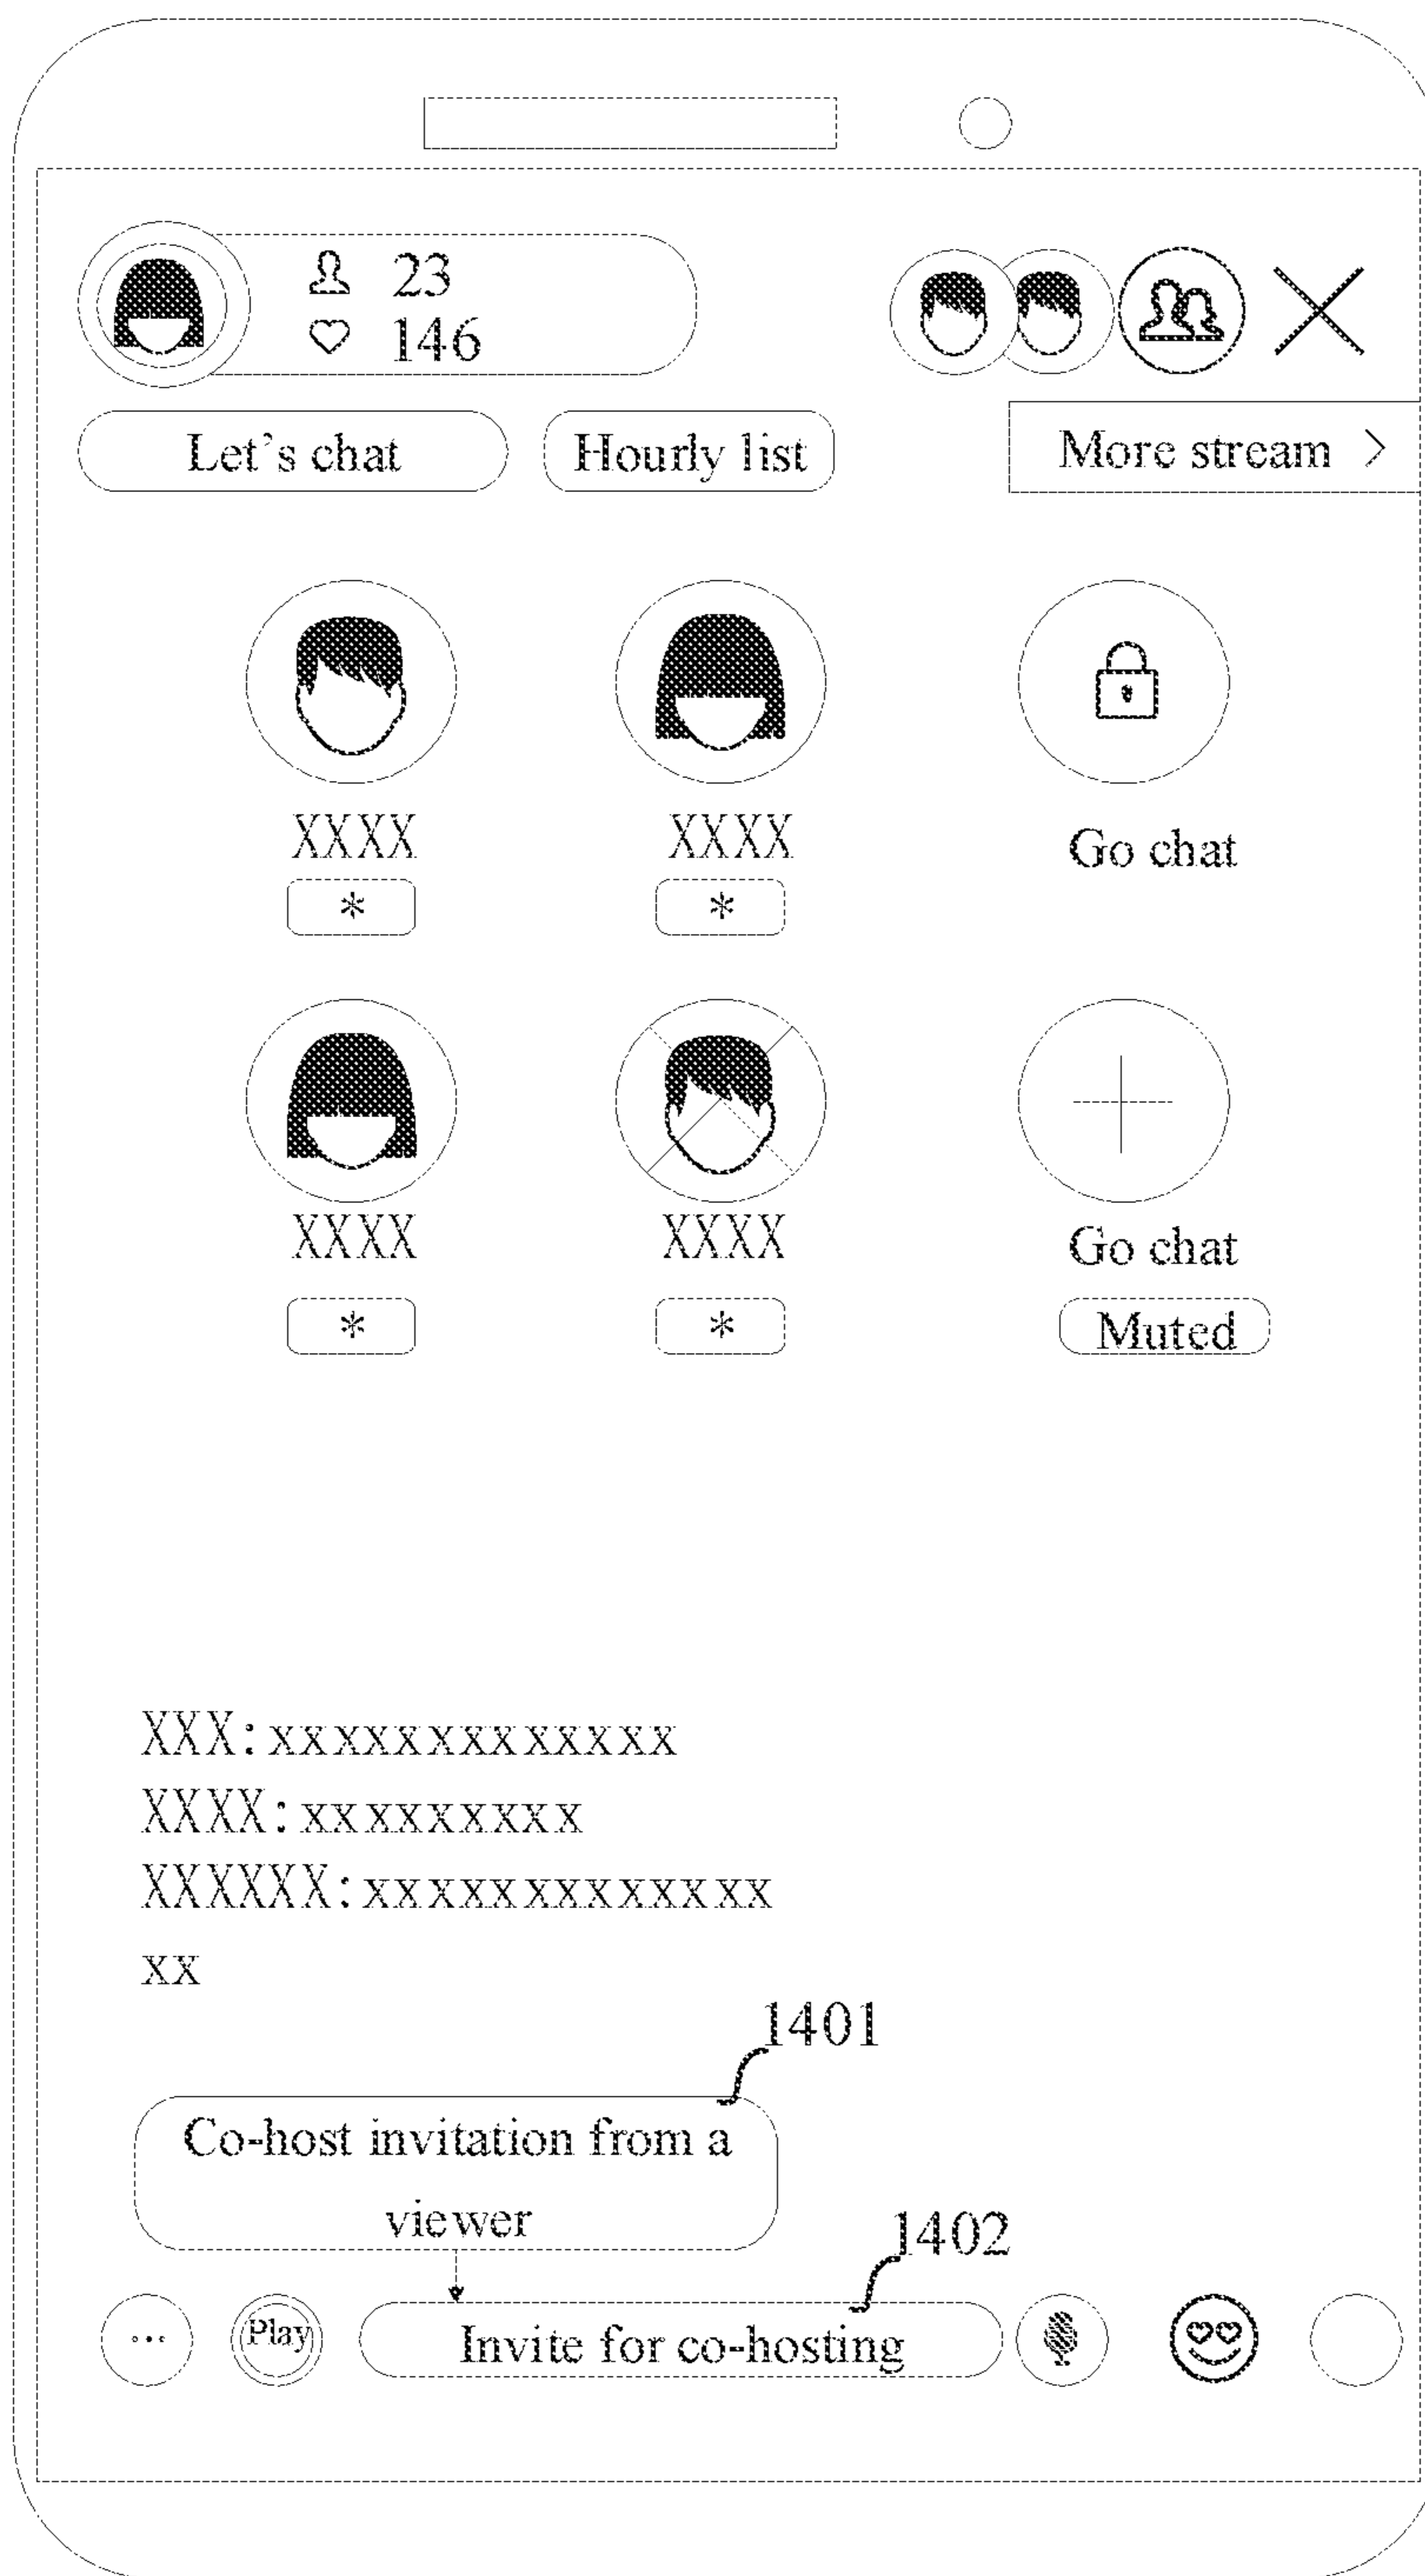 23
146
Let's chat
Hourly list
More stream >
XXXX
XXXX
Go chat
*
*
XXXX
XXXX
Go chat
*
*
Muted
XXX:xxxxxxxxxxxxx
XXXX:xxxxxxxxx
XXXXXX:xxxxxxxxxxxxx
xx
1401
Co-host invitation from a
viewer
1402
...
Play
Invite for co-hosting